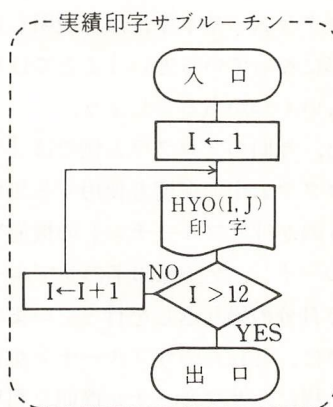 実績印字サブルーチン
入口
I ← 1
HYO(I, J)
印 字
NO
I←I+1
I >12
YES
出 口